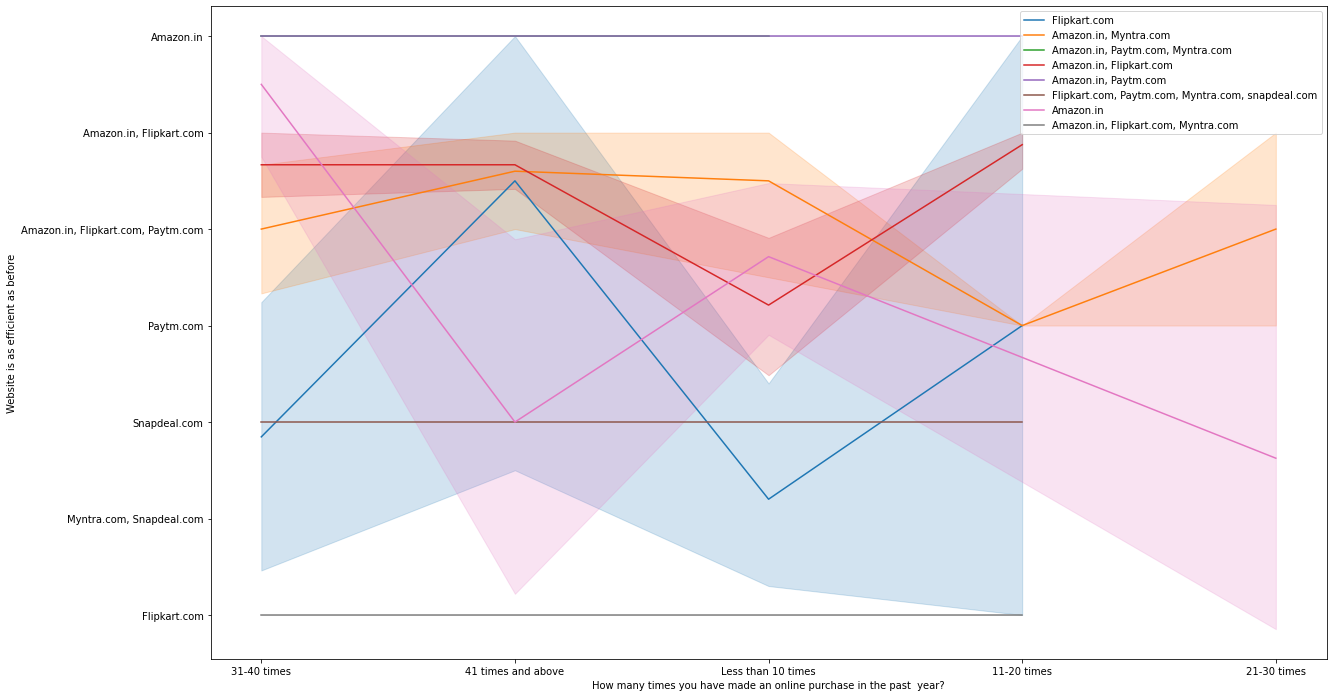 Flipkart.com
Amazon.in, Myntra.com
Amazon.in, Paytm.com, Myntra.com
Amazon.in, Flipkart.com
Amazon.in, Paytm.com
Flipkart.com, Paytm.com, Myntra.com, snapdeal.com
Amazon.in
Amazon.in, Flipkart.com, Myntra.com
Website is as efficient as before
Amazon.in
Amazon.in, Flipkart.com
Amazon.in, Flipkart.com, Paytm.com
Paytm.com
Snapdeal.com
Myntra.com, Snapdeal.com
Flipkart.com
31-40 times
41 times and above
Less than 10 times
11-20 times
21-30 times
How many times you have made an online purchase in the past  year?